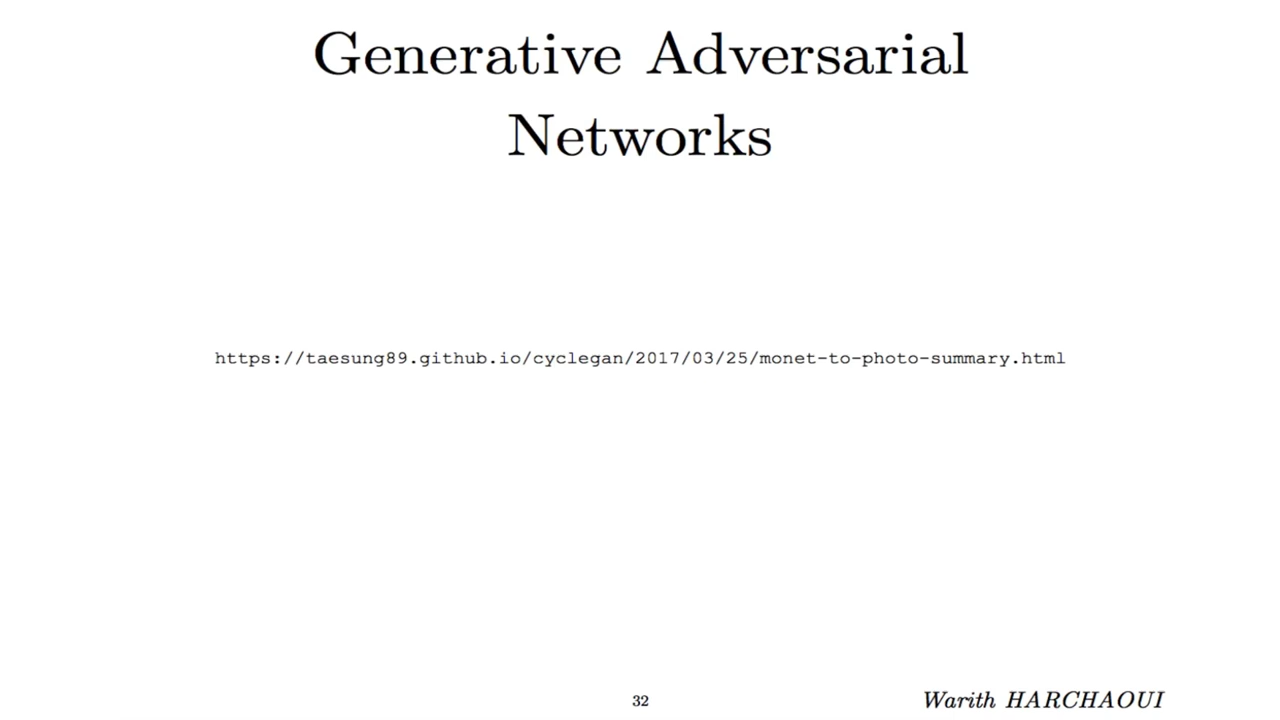 Generative Adversarial
Networks
https://taesung89.github.io/cyclegan/2017/03/25/monet-to-photo-summary.html
32
Warith HARCHAOUI